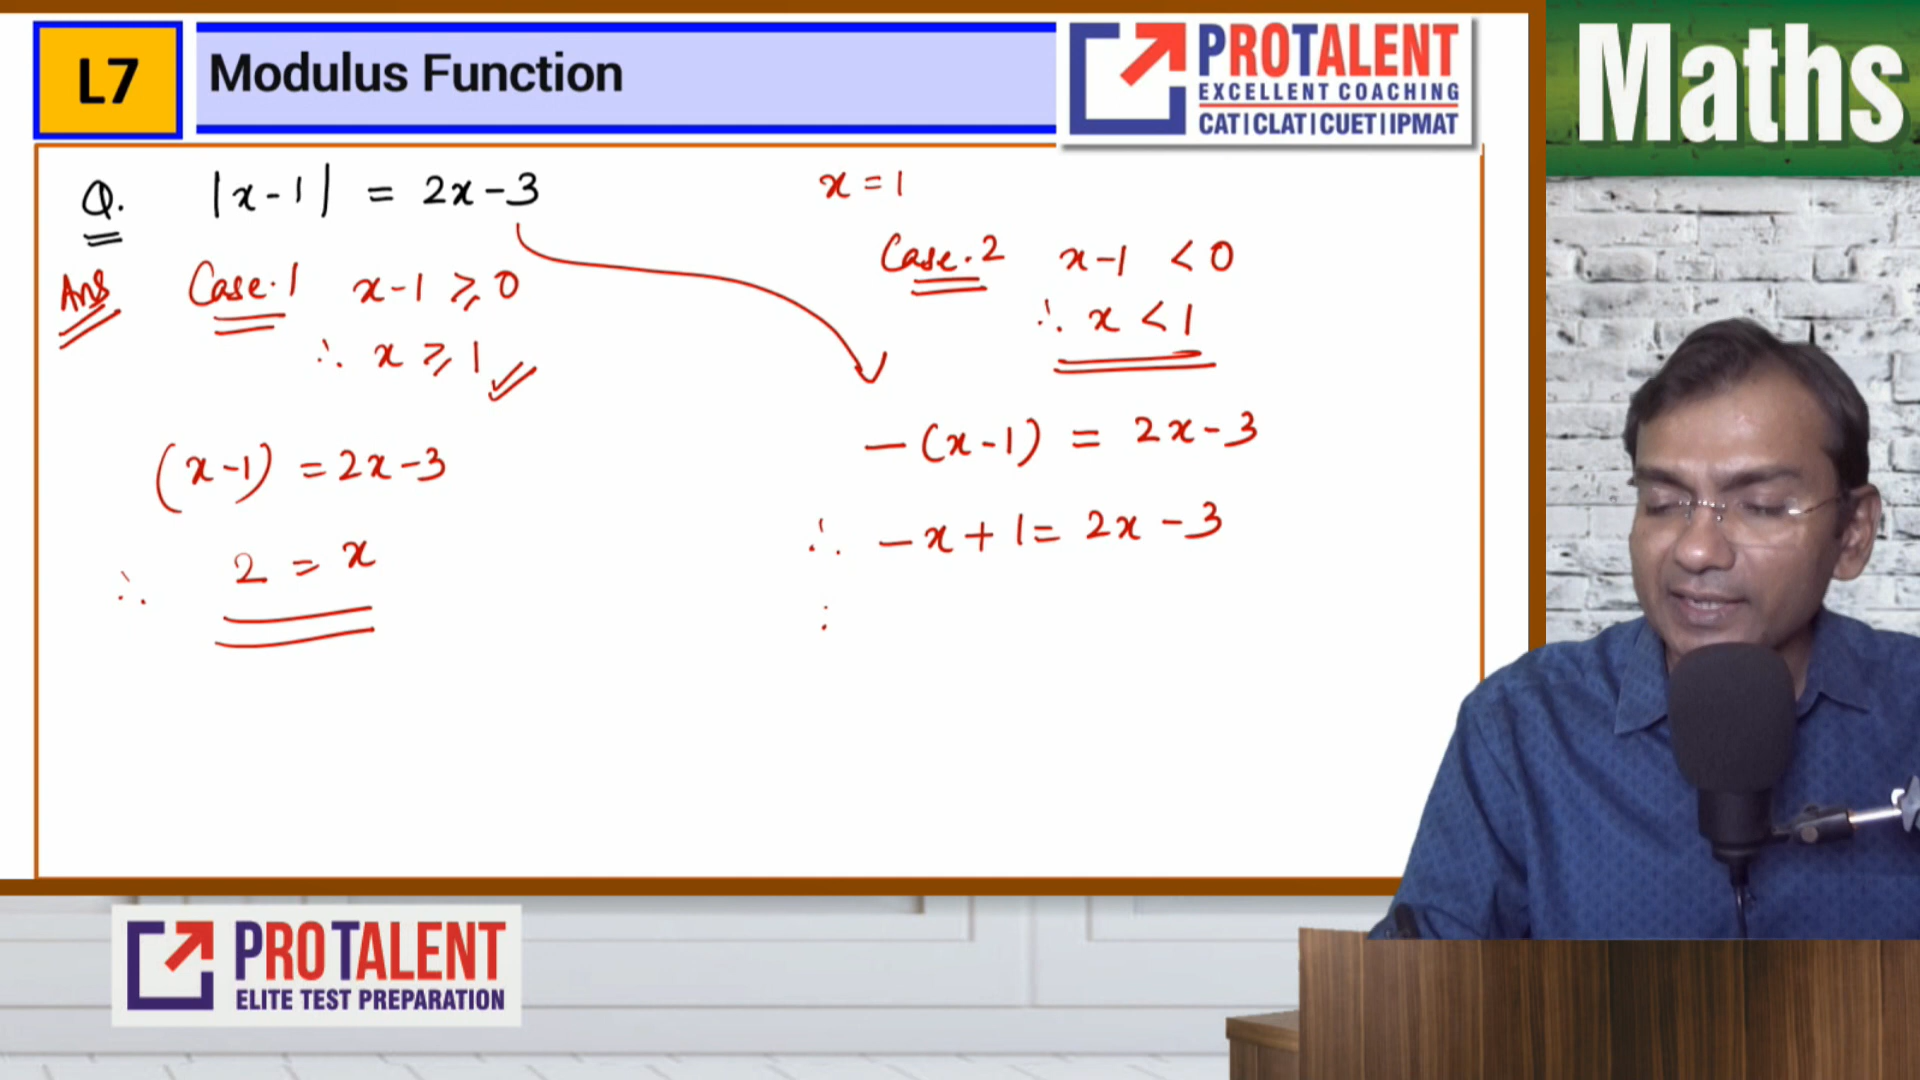 L7
Modulus Function
PROTALENT
EXCELLENT COACHING
CAT|CLAT|CUET|IPMAT
Maths
Q. |x-1| = 2x-3
x = 1
Ans
Case.1 x-1 ⩾ 0
∴ x ⩾ 1
(x-1) = 2x-3
∴ 2 = x
Case.2 x-1 < 0
∴ x < 1
-(x-1) = 2x-3
∴ -x+1 = 2x-3
:
PROTALENT
ELITE TEST PREPARATION